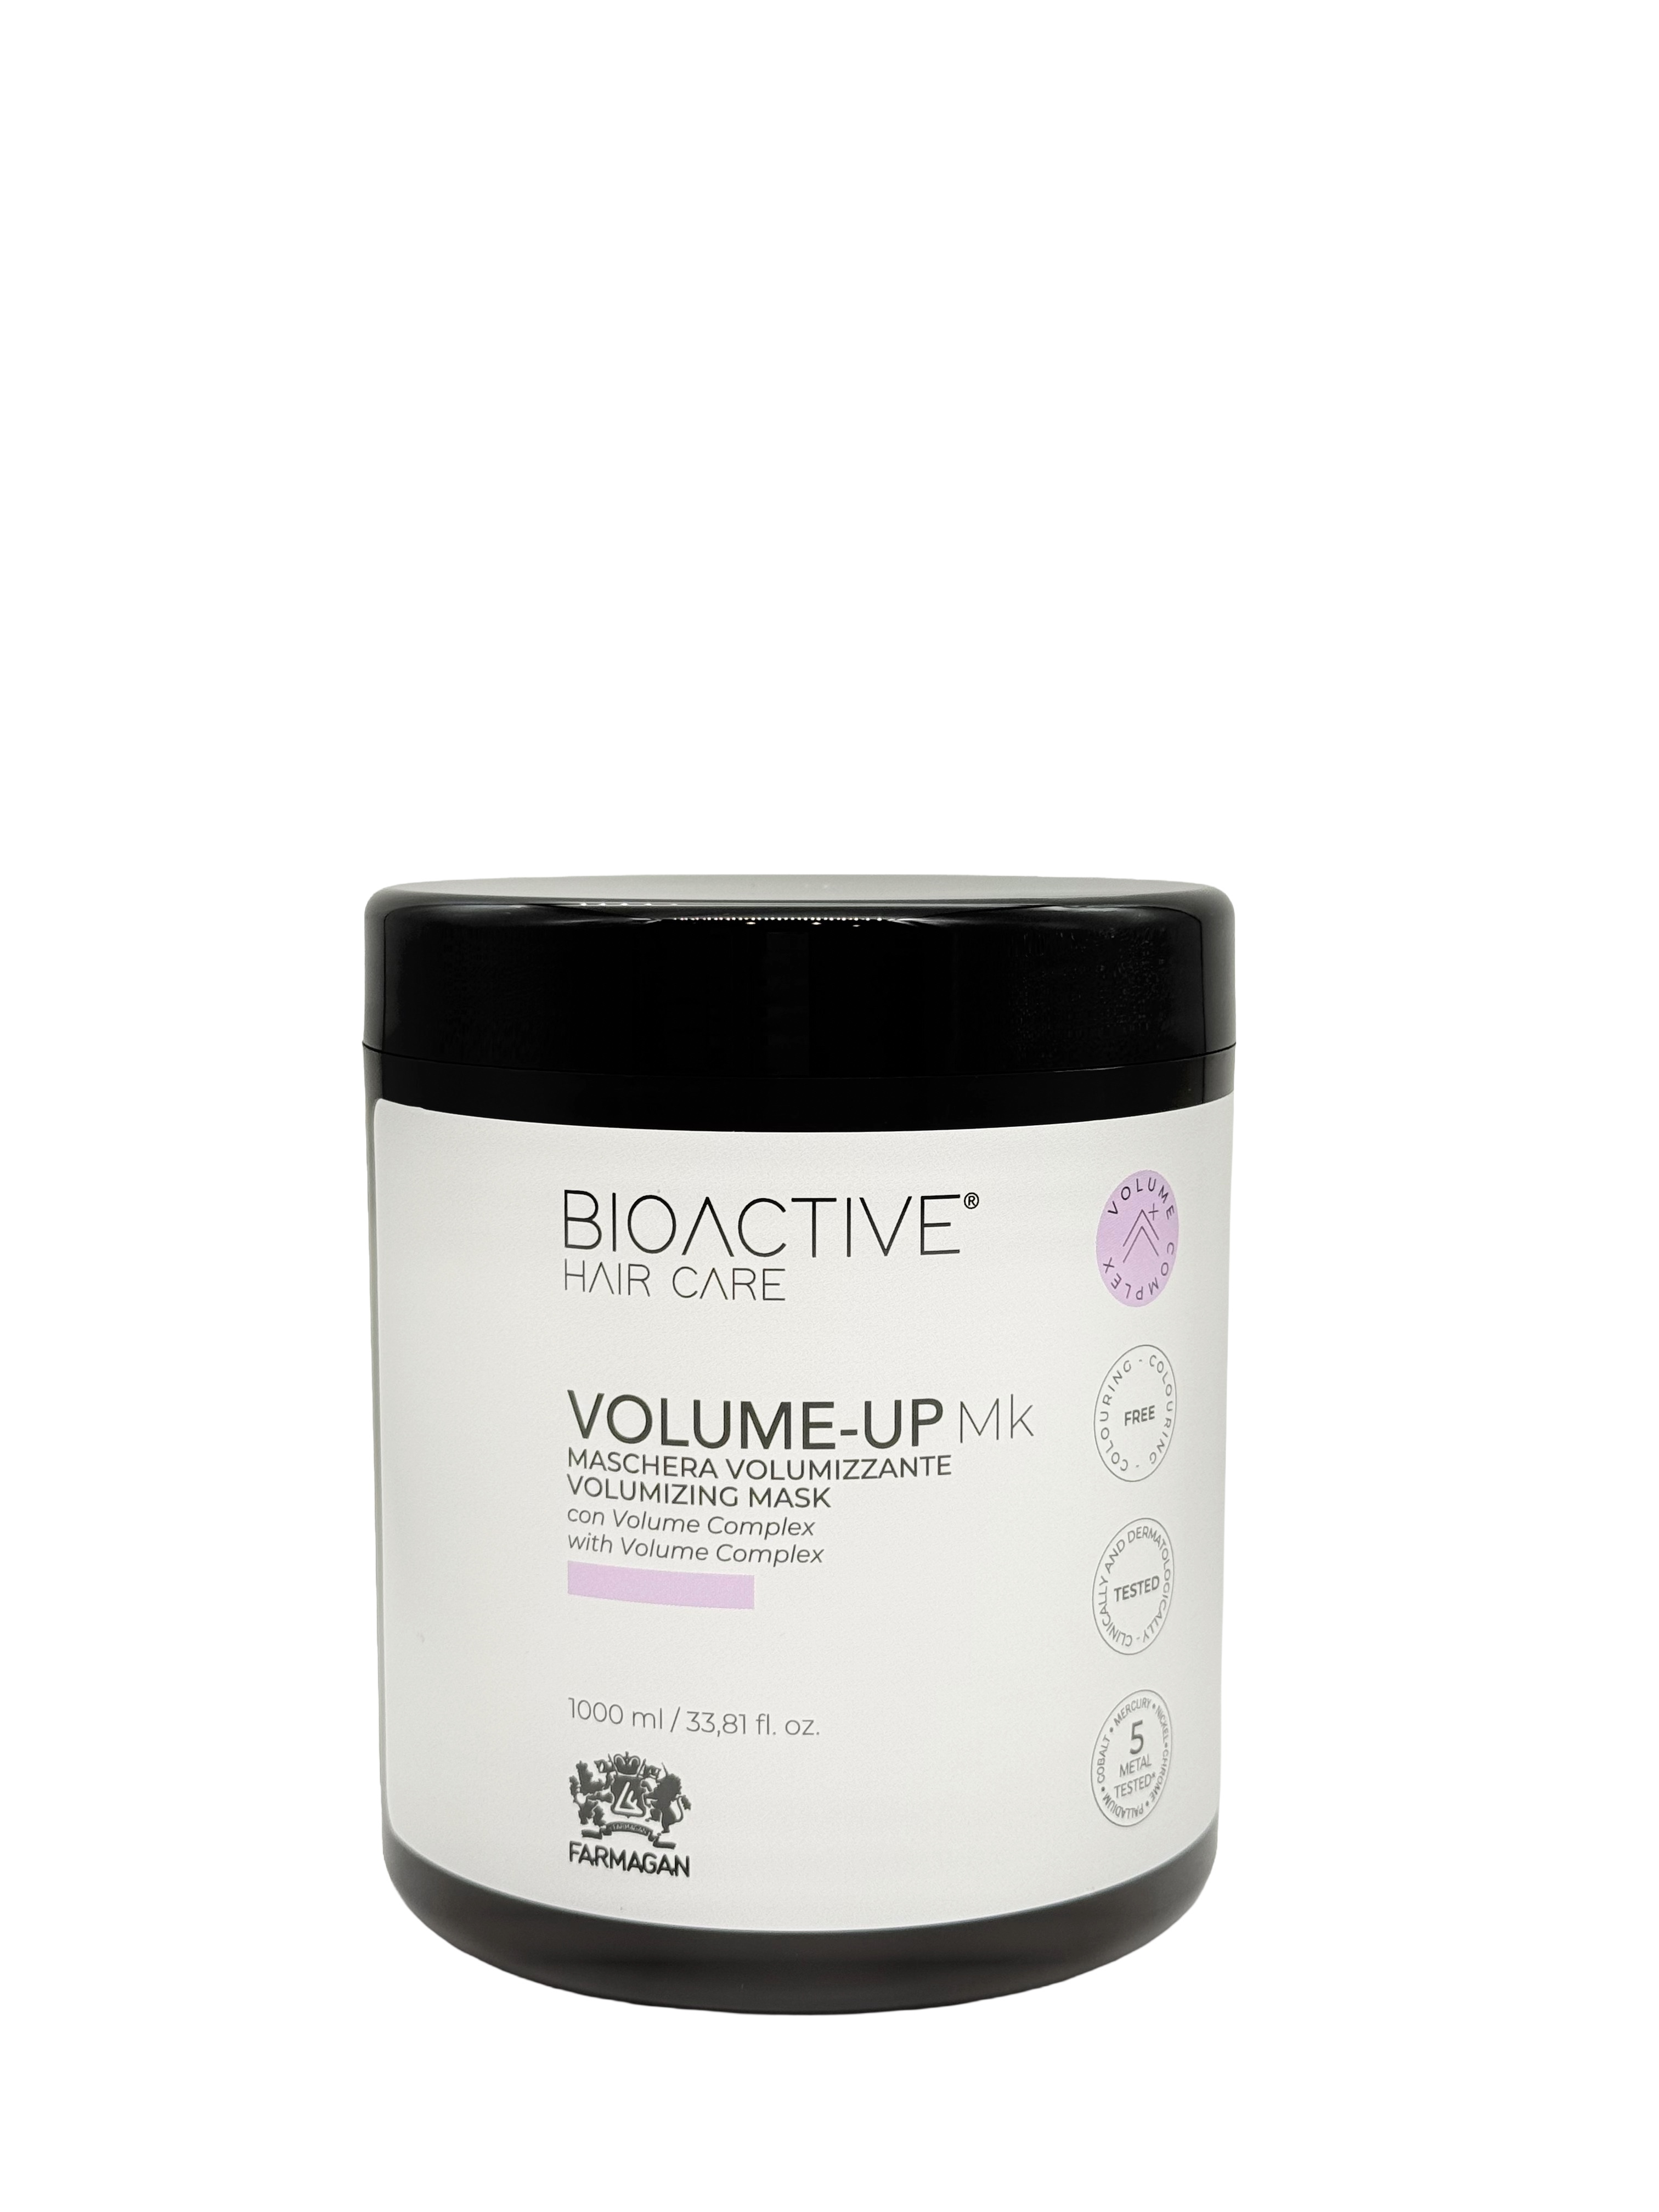 BIOACTIVE®
HAIR CARE
VOLUME-UP Mk
MASCHERA VOLUMIZZANTE
VOLUMIZING MASK
con Volume Complex
with Volume Complex
1000 ml / 33,81 fl. oz.
FARMAGAN
FARMAGAN
VOLUME COMPLEX
COLOURING - COLOURING -
FREE
CLINICALLY AND DERMATOLOGICALLY -
TESTED
COBALT • MERCURY • NICKEL • CHROME • PALLADIUM •
5
METAL
TESTED*